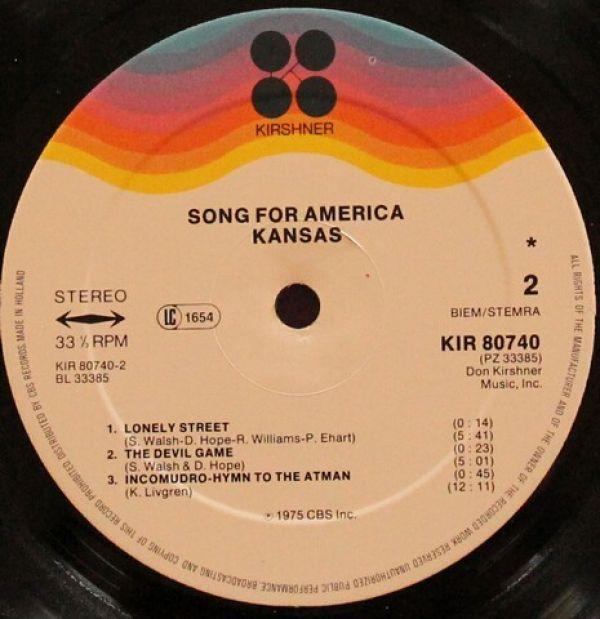 KIRSHNER
SONG FOR AMERICA
KANSAS
*
STEREO
2
LC 1654
BIEM/STEMRA
33 ⅓ RPM
KIR 80740
(PZ 33385)
KIR 80740-2
Don Kirshner
BL 33385
Music, Inc.
1. LONELY STREET (0 : 14)
(S. Walsh-D. Hope-R. Williams-P. Ehart) (5 : 41)
2. THE DEVIL GAME (0 : 23)
(S. Walsh & D. Hope) (5 : 01)
3. INCOMUDRO-HYMN TO THE ATMAN (0 : 45)
(K. Livgren) (12 : 11)
℗ 1975 CBS Inc.
ALL RIGHTS OF THE MANUFACTURER AND OF THE OWNER OF THE RECORDED WORK RESERVED UNAUTHORIZED PUBLIC PERFORMANCE, BROADCASTING AND COPYING OF THIS RECORD PROHIBITED DISTRIBUTED BY CBS RECORDS. MADE IN HOLLAND